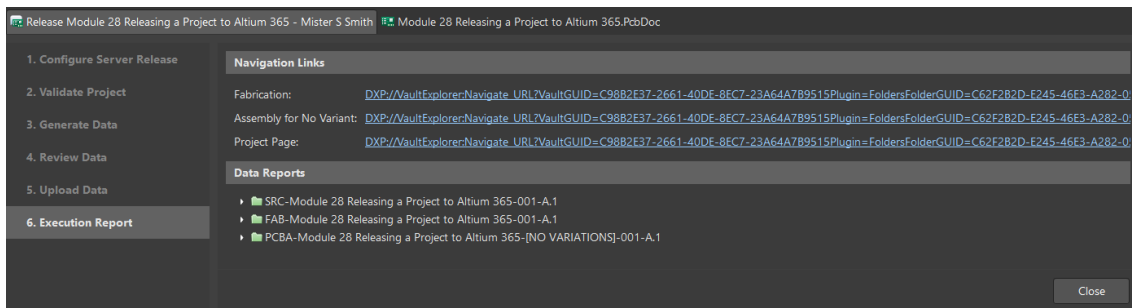 Release Module 28 Releasing a Project to Altium 365 - Mister S Smith
Module 28 Releasing a Project to Altium 365.PcbDoc
1. Configure Server Release
2. Validate Project
3. Generate Data
4. Review Data
5. Upload Data
6. Execution Report
Navigation Links
Fabrication: DXP://VaultExplorer:Navigate_URL?VaultGUID=C98B2E37-2661-40DE-8EC7-23A64A7B9515Plugin=FoldersFolderGUID=C62F2B2D-E245-46E3-A282-0
Assembly for No Variant: DXP://VaultExplorer:Navigate_URL?VaultGUID=C98B2E37-2661-40DE-8EC7-23A64A7B9515Plugin=FoldersFolderGUID=C62F2B2D-E245-46E3-A282-0
Project Page: DXP://VaultExplorer:Navigate_URL?VaultGUID=C98B2E37-2661-40DE-8EC7-23A64A7B9515Plugin=FoldersFolderGUID=C62F2B2D-E245-46E3-A282-0
Data Reports
SRC-Module 28 Releasing a Project to Altium 365-001-A.1
FAB-Module 28 Releasing a Project to Altium 365-001-A.1
PCBA-Module 28 Releasing a Project to Altium 365-[NO VARIATIONS]-001-A.1
Close